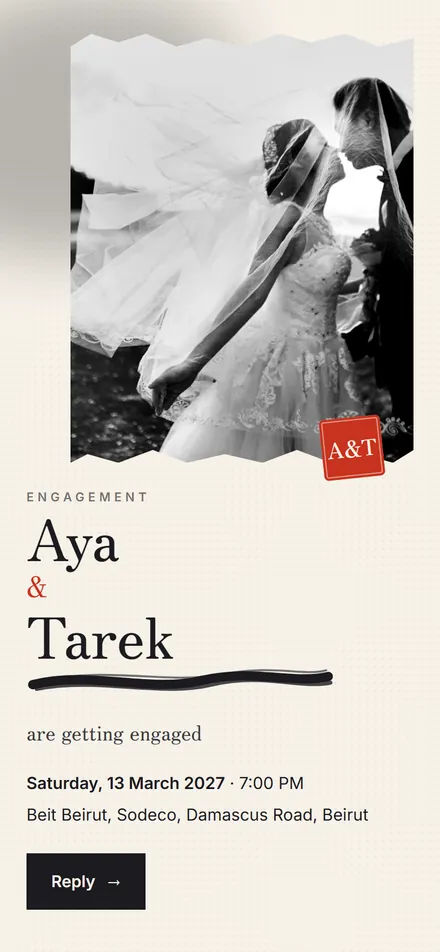 A&T
ENGAGEMENT
Aya
&
Tarek
are getting engaged
Saturday, 13 March 2027 · 7:00 PM
Beit Beirut, Sodeco, Damascus Road, Beirut
Reply →